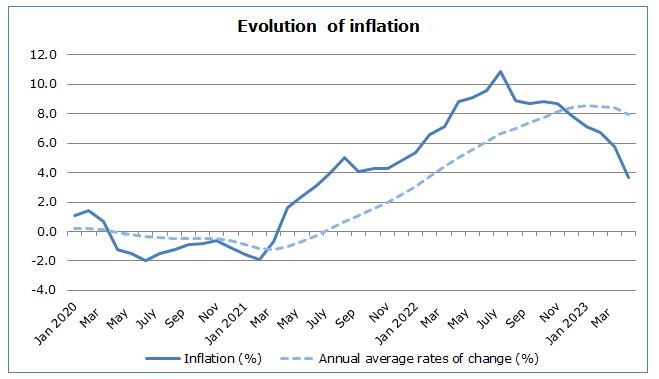 Evolution  of inflation
12.0
10.0
8.0
6.0
4.0
2.0
0.0
-2.0
-4.0
Jan 2020
Mar
May
July
Sep
Nov
Jan 2021
Mar
May
July
Sep
Nov
Jan 2022
Mar
May
July
Sep
Nov
Jan 2023
Mar
Inflation (%)
Annual average rates of change (%)